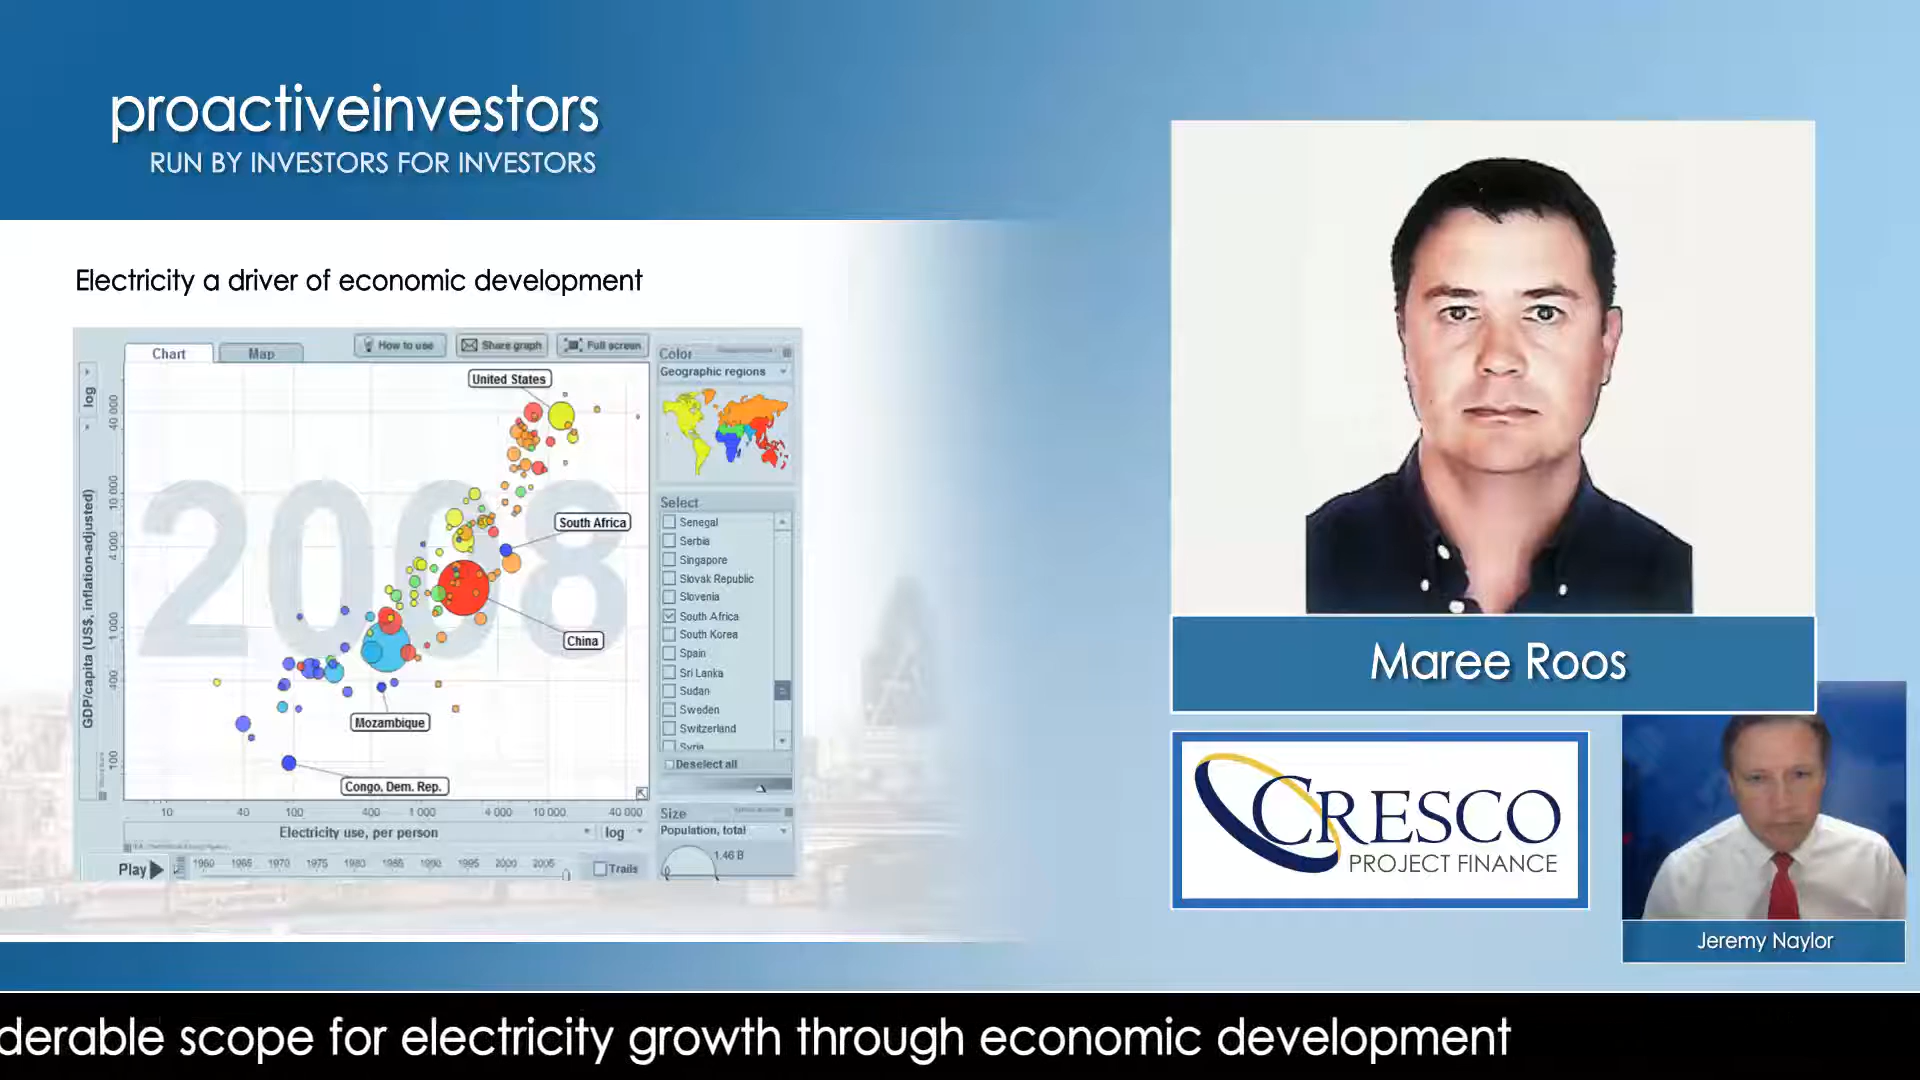 proactiveinvestors
RUN BY INVESTORS FOR INVESTORS
Electricity a driver of economic development
Chart
Map
How to use
Share graph
Full screen
Color
Geographic regions
log
GDP/capita (US$, inflation-adjusted)
40 000
10 000
4 000
1 000
400
100
2008
United States
South Africa
China
Mozambique
Congo, Dem. Rep.
10
40
100
400
1 000
4 000
10 000
40 000
Electricity use, per person
log
Select
Senegal
Serbia
Singapore
Slovak Republic
Slovenia
South Africa
South Korea
Spain
Sri Lanka
Sudan
Sweden
Switzerland
Syria
Deselect all
Size
Population, total
1.46 B
Play
1960 1965 1970 1975 1980 1985 1990 1995 2000 2005
Trails
Maree Roos
CRESCO
PROJECT FINANCE
Jeremy Naylor
derable scope for electricity growth through economic development